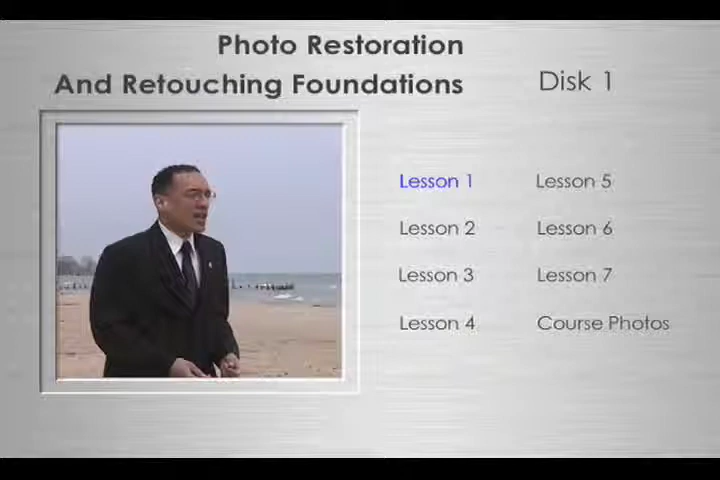 Photo Restoration
And Retouching Foundations
Disk 1
Lesson 1
Lesson 2
Lesson 3
Lesson 4
Lesson 5
Lesson 6
Lesson 7
Course Photos